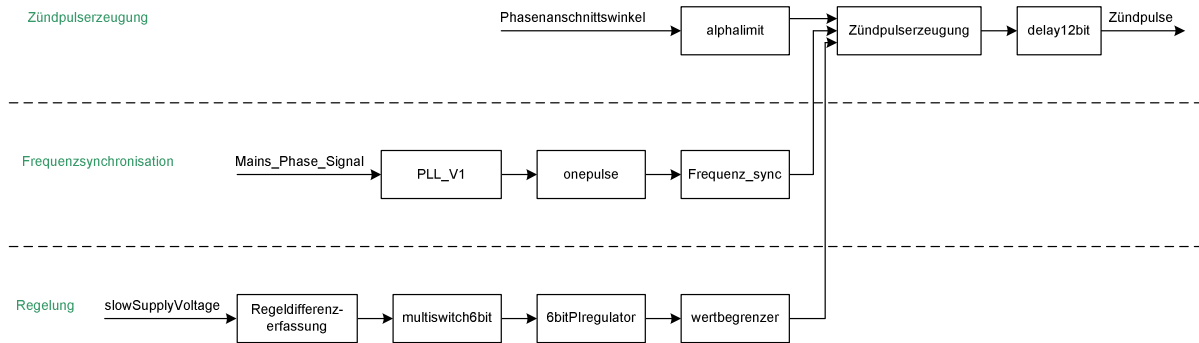 Zündpulserzeugung
Phasenanschnittswinkel
alphalimit
Zündpulserzeugung
delay12bit
Zündpulse
Frequenzsynchronisation
Mains_Phase_Signal
PLL_V1
onepulse
Frequenz_sync
Regelung
slowSupplyVoltage
Regeldifferenz-
erfassung
multiswitch6bit
6bitPIregulator
wertbegrenzer